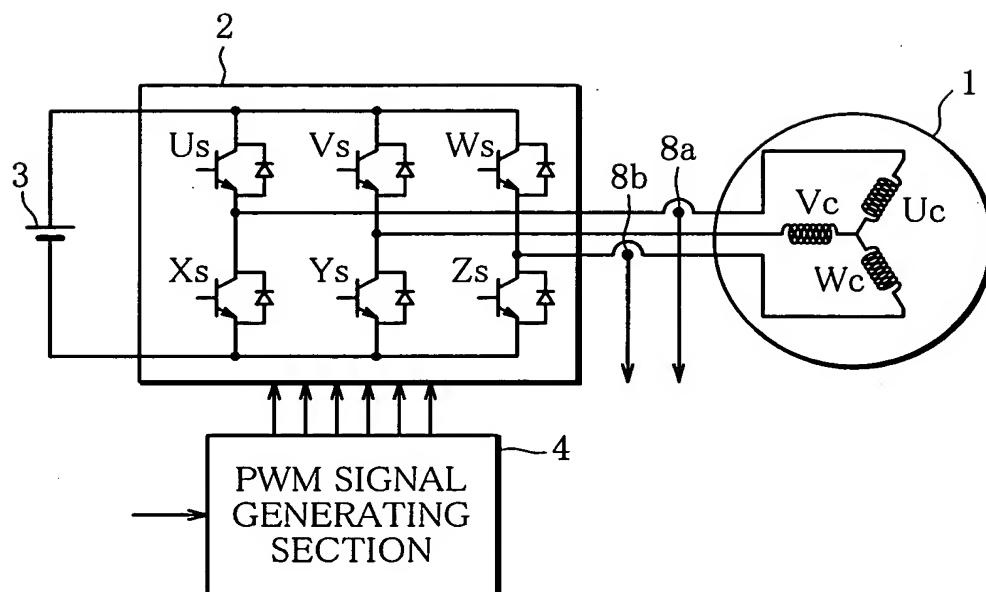 2
1
3
Us
Vs
Ws
8b
8a
Vc
Uc
Wc
Xs
Ys
Zs
4
PWM SIGNAL
GENERATING
SECTION